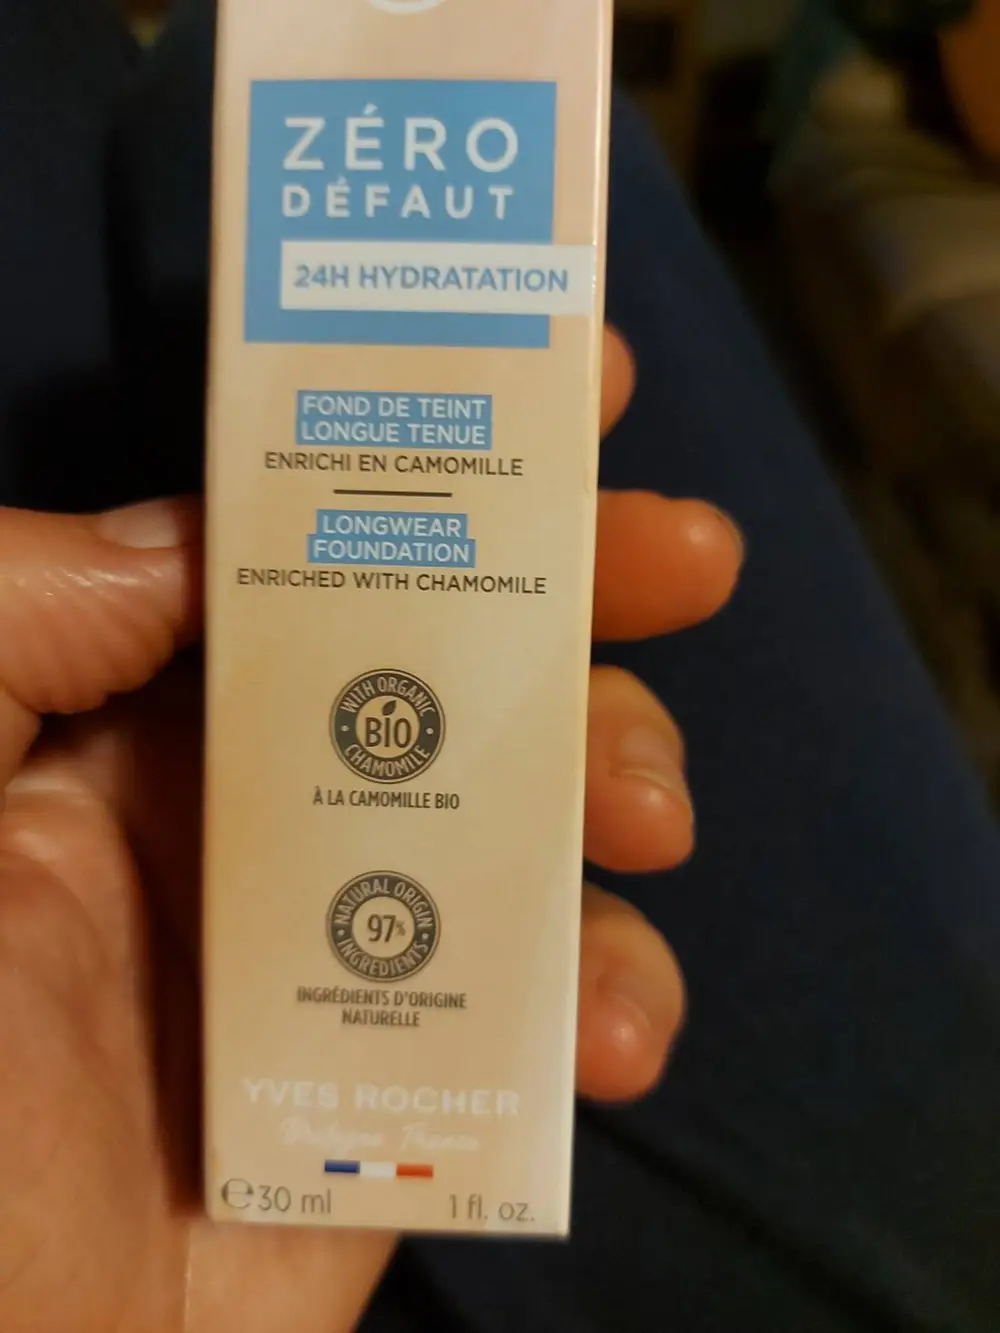 ZÉRO
DÉFAUT
24H HYDRATATION
FOND DE TEINT
LONGUE TENUE
ENRICHI EN CAMOMILLE
LONGWEAR
FOUNDATION
ENRICHED WITH CHAMOMILE
WITH ORGANIC
BIO
CHAMOMILE
À LA CAMOMILLE BIO
NATURAL ORIGIN
97%
INGREDIENTS
INGRÉDIENTS D'ORIGINE
NATURELLE
YVES ROCHER
Bretagne France
℮30 ml 1 fl. oz.